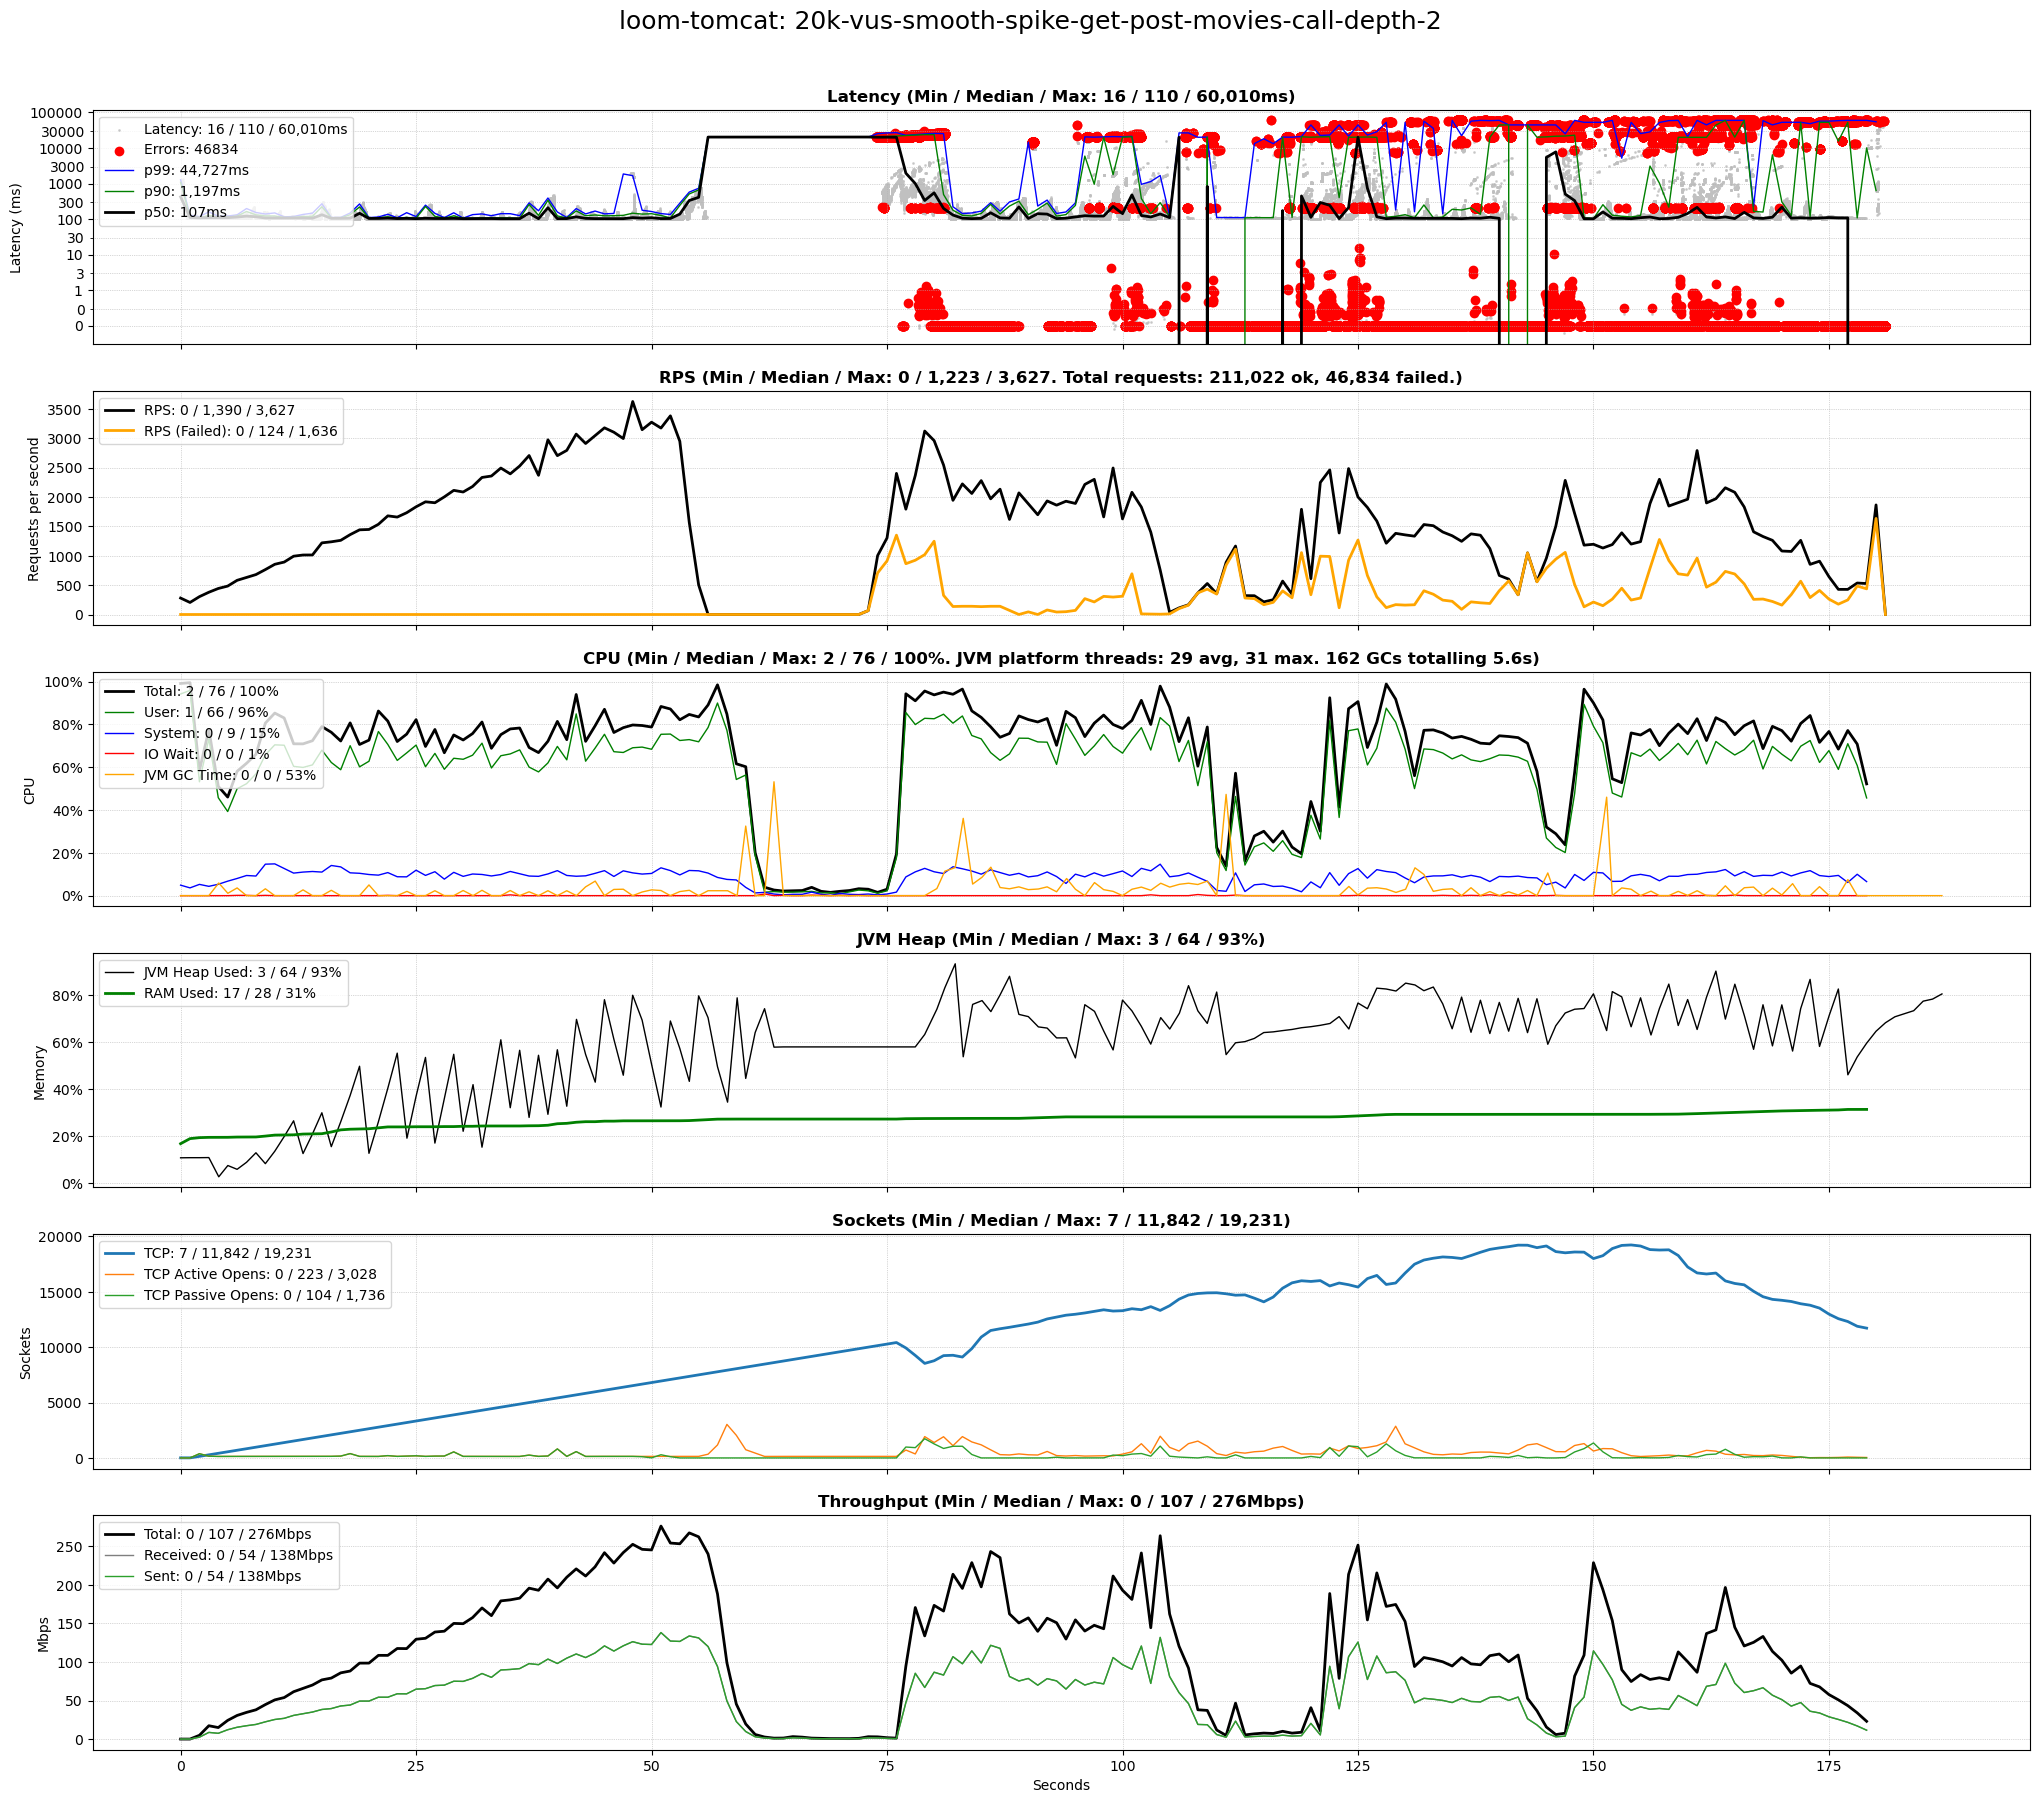 loom-tomcat: 20k-vus-smooth-spike-get-post-movies-call-depth-2
Latency (Min / Median / Max: 16 / 110 / 60,010ms)
Latency (ms)
100000
30000
10000
3000
1000
300
100
30
10
3
1
0
0
Latency: 16 / 110 / 60,010ms
Errors: 46834
p99: 44,727ms
p90: 1,197ms
p50: 107ms
RPS (Min / Median / Max: 0 / 1,223 / 3,627. Total requests: 211,022 ok, 46,834 failed.)
Requests per second
3500
3000
2500
2000
1500
1000
500
0
RPS: 0 / 1,390 / 3,627
RPS (Failed): 0 / 124 / 1,636
CPU (Min / Median / Max: 2 / 76 / 100%. JVM platform threads: 29 avg, 31 max. 162 GCs totalling 5.6s)
CPU
100%
80%
60%
40%
20%
0%
Total: 2 / 76 / 100%
User: 1 / 66 / 96%
System: 0 / 9 / 15%
IO Wait: 0 / 0 / 1%
JVM GC Time: 0 / 0 / 53%
JVM Heap (Min / Median / Max: 3 / 64 / 93%)
Memory
80%
60%
40%
20%
0%
JVM Heap Used: 3 / 64 / 93%
RAM Used: 17 / 28 / 31%
Sockets (Min / Median / Max: 7 / 11,842 / 19,231)
Sockets
20000
15000
10000
5000
0
TCP: 7 / 11,842 / 19,231
TCP Active Opens: 0 / 223 / 3,028
TCP Passive Opens: 0 / 104 / 1,736
Throughput (Min / Median / Max: 0 / 107 / 276Mbps)
Mbps
250
200
150
100
50
0
Total: 0 / 107 / 276Mbps
Received: 0 / 54 / 138Mbps
Sent: 0 / 54 / 138Mbps
0 25 50 75 100 125 150 175
Seconds